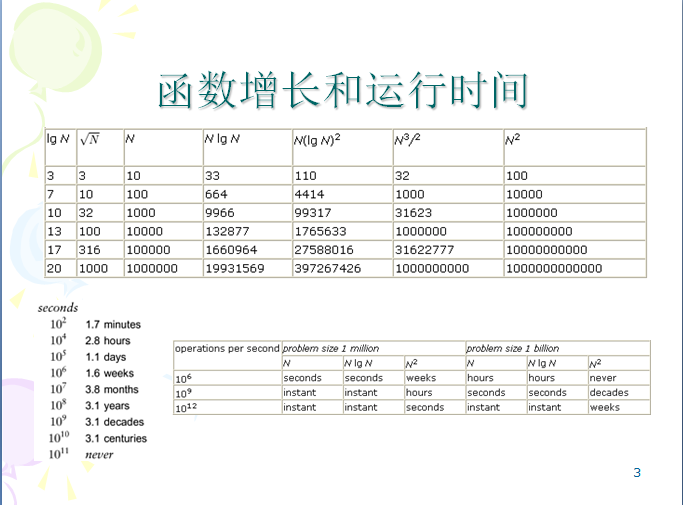 函数增长和运行时间
lg N √N N N lg N N(lg N)² N³/² N²
3 3 10 33 110 32 100
7 10 100 664 4414 1000 10000
10 32 1000 9966 99317 31623 1000000
13 100 10000 132877 1765633 1000000 100000000
17 316 100000 1660964 27588016 31622777 10000000000
20 1000 1000000 19931569 397267426 1000000000 1000000000000
seconds
10² 1.7 minutes
10⁴ 2.8 hours
10⁵ 1.1 days
10⁶ 1.6 weeks
10⁷ 3.8 months
10⁸ 3.1 years
10⁹ 3.1 decades
10¹⁰ 3.1 centuries
10¹¹ never
operations per second problem size 1 million problem size 1 billion
N N lg N N² N N lg N N²
10⁶ seconds seconds weeks hours hours never
10⁹ instant instant hours seconds seconds decades
10¹² instant instant seconds instant instant weeks
3